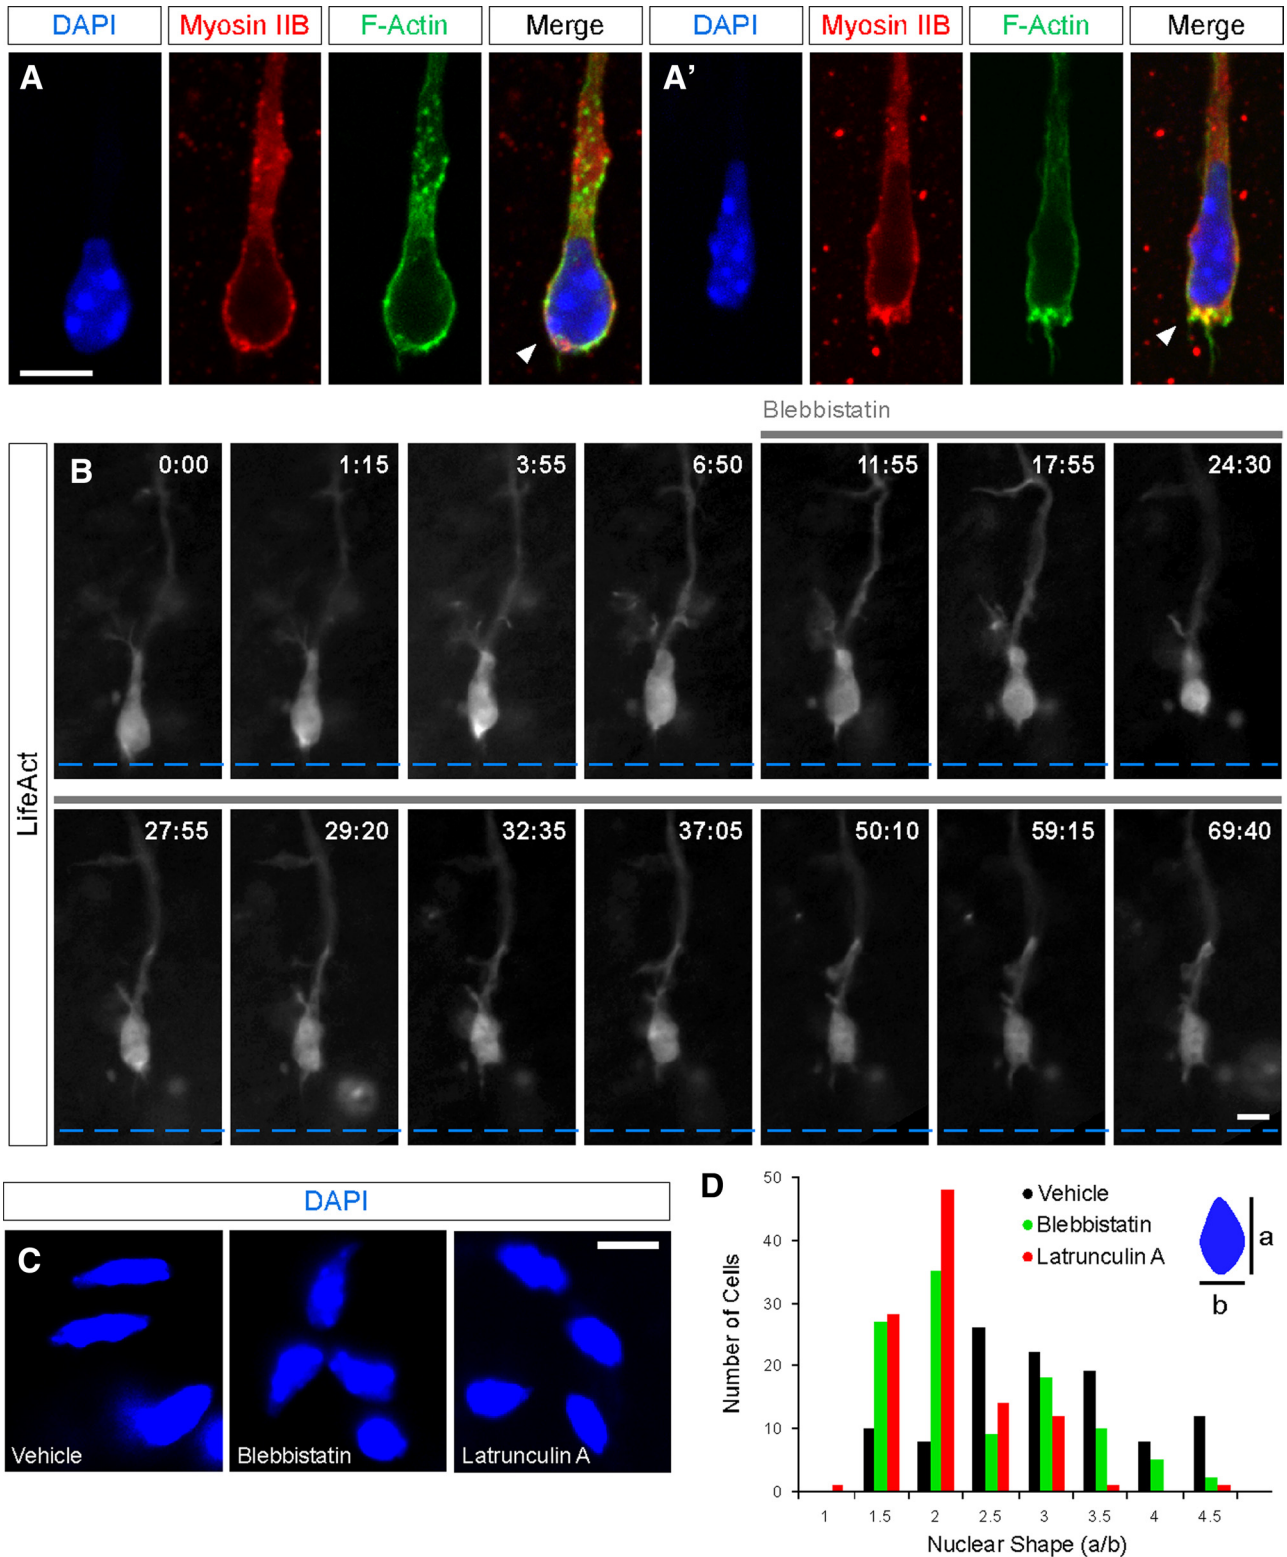 DAPI Myosin IIB F-Actin Merge DAPI Myosin IIB F-Actin Merge
A A’
Blebbistatin
B 0:00 1:15 3:55 6:50 11:55 17:55 24:30
LifeAct
27:55 29:20 32:35 37:05 50:10 59:15 69:40
DAPI
C
Vehicle Blebbistatin Latrunculin A
D
Number of Cells
50
40
30
20
10
0
Vehicle
Blebbistatin
Latrunculin A
a
b
1 1.5 2 2.5 3 3.5 4 4.5
Nuclear Shape (a/b)